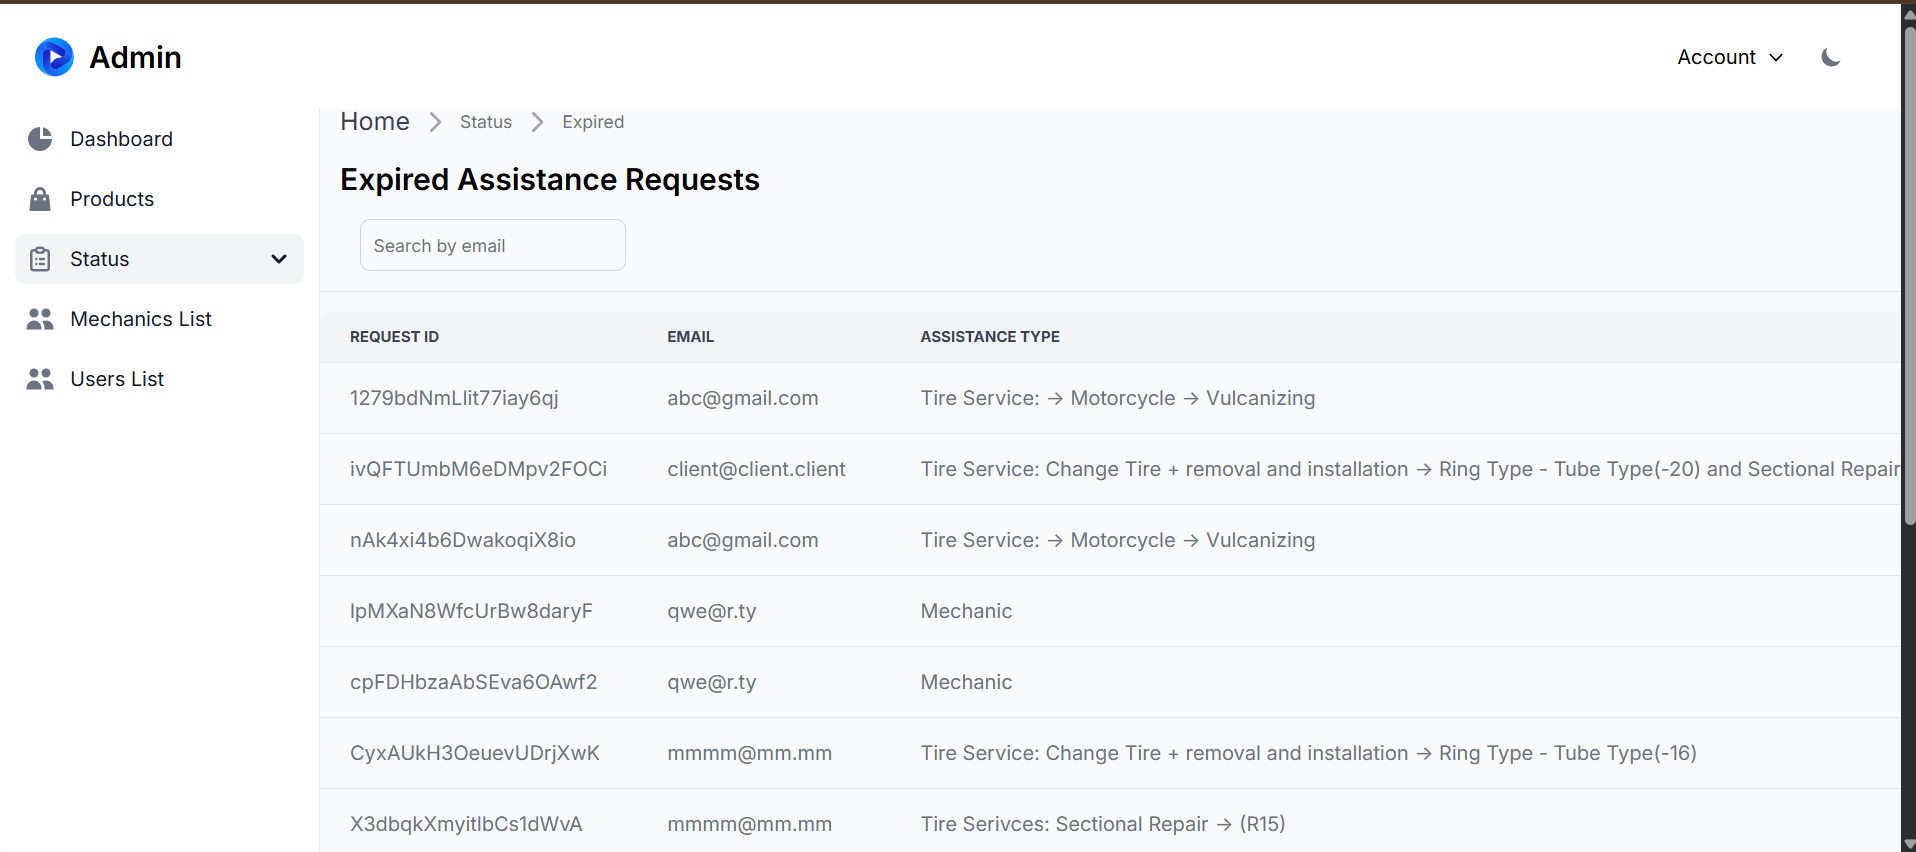 Admin
Account
Dashboard
Products
Status
Mechanics List
Users List
Home > Status > Expired
Expired Assistance Requests
Search by email
REQUEST ID EMAIL ASSISTANCE TYPE
1279bdNmLlit77iay6qj abc@gmail.com Tire Service: → Motorcycle → Vulcanizing
ivQFTUmbM6eDMpv2FOCi client@client.client Tire Service: Change Tire + removal and installation → Ring Type - Tube Type(-20) and Sectional Repair
nAk4xi4b6DwakoqiX8io abc@gmail.com Tire Service: → Motorcycle → Vulcanizing
lpMXaN8WfcUrBw8daryF qwe@r.ty Mechanic
cpFDHbzaAbSEva6OAwf2 qwe@r.ty Mechanic
CyxAUkH3OeuevUDrjXwK mmmm@mm.mm Tire Service: Change Tire + removal and installation → Ring Type - Tube Type(-16)
X3dbqkXmyitlbCs1dWvA mmmm@mm.mm Tire Serivces: Sectional Repair → (R15)